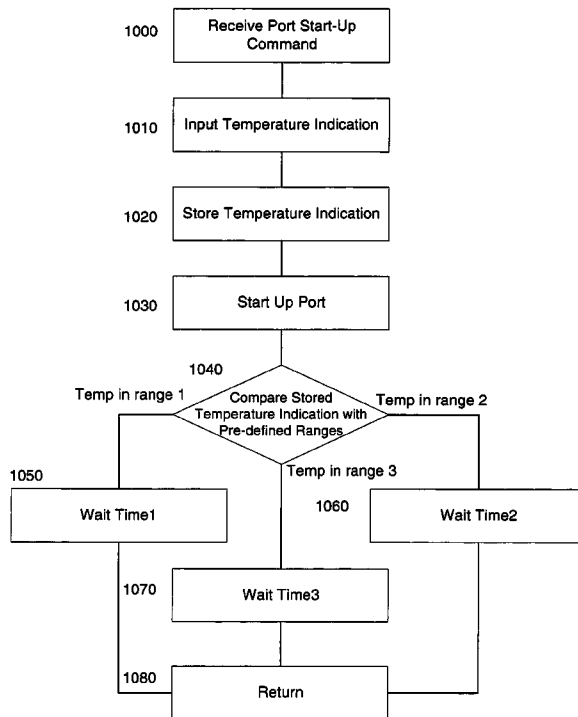 1000
Receive Port Start-Up
Command
1010
Input Temperature Indication
1020
Store Temperature Indication
1030
Start Up Port
1040
Temp in range 1
Compare Stored
Temperature Indication with
Pre-defined Ranges
Temp in range 2
Temp in range 3
1050
Wait Time1
1060
Wait Time2
1070
Wait Time3
1080
Return